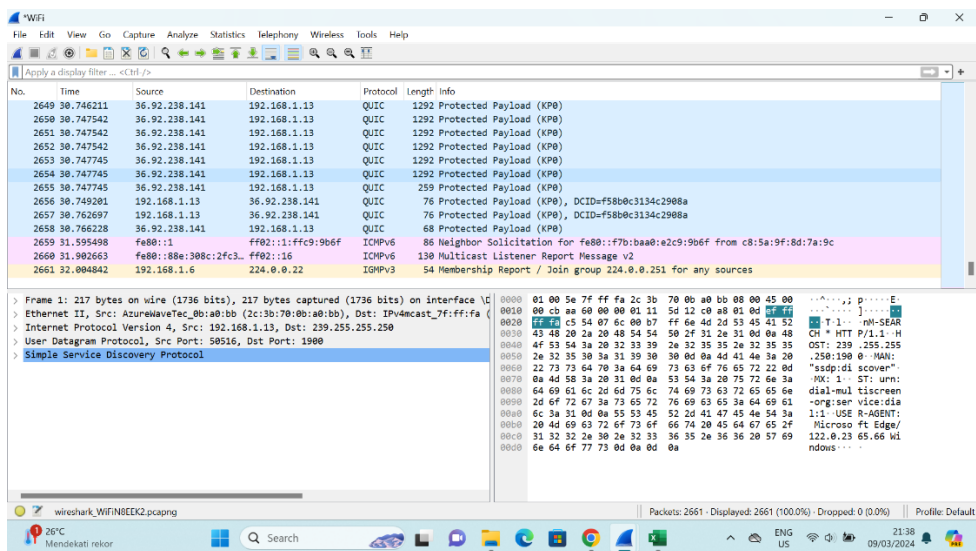 *WiFi
File Edit View Go Capture Analyze Statistics Telephony Wireless Tools Help
Apply a display filter ... <Ctrl-/>
No. Time Source Destination Protocol Length Info
2649 30.746211 36.92.238.141 192.168.1.13 QUIC 1292 Protected Payload (KP0)
2650 30.747542 36.92.238.141 192.168.1.13 QUIC 1292 Protected Payload (KP0)
2651 30.747542 36.92.238.141 192.168.1.13 QUIC 1292 Protected Payload (KP0)
2652 30.747542 36.92.238.141 192.168.1.13 QUIC 1292 Protected Payload (KP0)
2653 30.747745 36.92.238.141 192.168.1.13 QUIC 1292 Protected Payload (KP0)
2654 30.747745 36.92.238.141 192.168.1.13 QUIC 1292 Protected Payload (KP0)
2655 30.747745 36.92.238.141 192.168.1.13 QUIC 259 Protected Payload (KP0)
2656 30.749201 192.168.1.13 36.92.238.141 QUIC 76 Protected Payload (KP0), DCID=f58b0c3134c2908a
2657 30.762697 192.168.1.13 36.92.238.141 QUIC 76 Protected Payload (KP0), DCID=f58b0c3134c2908a
2658 30.766228 36.92.238.141 192.168.1.13 QUIC 68 Protected Payload (KP0)
2659 31.595498 fe80::1 ff02::1:ffc9:9b6f ICMPv6 86 Neighbor Solicitation for fe80::f7b:baa0:e2c9:9b6f from c8:5a:9f:8d:7a:9c
2660 31.902663 fe80::88e:308c:2fc3… ff02::16 ICMPv6 130 Multicast Listener Report Message v2
2661 32.004842 192.168.1.6 224.0.0.22 IGMPv3 54 Membership Report / Join group 224.0.0.251 for any sources
> Frame 1: 217 bytes on wire (1736 bits), 217 bytes captured (1736 bits) on interface \D
> Ethernet II, Src: AzureWaveTec_0b:a0:bb (2c:3b:70:0b:a0:bb), Dst: IPv4mcast_7f:ff:fa (
> Internet Protocol Version 4, Src: 192.168.1.13, Dst: 239.255.255.250
> User Datagram Protocol, Src Port: 50516, Dst Port: 1900
> Simple Service Discovery Protocol
0000 01 00 5e 7f ff fa 2c 3b 70 0b a0 bb 08 00 45 00 ··^···,; p·····E·
0010 00 cb aa 60 00 00 01 11 5d 12 c0 a8 01 0d ef ff ···`···· ]·······
0020 ff fa c5 54 07 6c 00 b7 ff 6e 4d 2d 53 45 41 52 ···T·l·· ·nM-SEAR
0030 43 48 20 2a 20 48 54 54 50 2f 31 2e 31 0d 0a 48 CH * HTT P/1.1··H
0040 4f 53 54 3a 20 32 33 39 2e 32 35 35 2e 32 35 35 OST: 239 .255.255
0050 2e 32 35 30 3a 31 39 30 30 0d 0a 4d 41 4e 3a 20 .250:190 0··MAN:
0060 22 73 73 64 70 3a 64 69 73 63 6f 76 65 72 22 0d "ssdp:di scover"·
0070 0a 4d 58 3a 20 31 0d 0a 53 54 3a 20 75 72 6e 3a ·MX: 1·· ST: urn:
0080 64 69 61 6c 2d 6d 75 6c 74 69 73 63 72 65 65 6e dial-mul tiscreen
0090 2d 6f 72 67 3a 73 65 72 76 69 63 65 3a 64 69 61 -org:ser vice:dia
00a0 6c 3a 31 0d 0a 55 53 45 52 2d 41 47 45 4e 54 3a l:1··USE R-AGENT:
00b0 20 4d 69 63 72 6f 73 6f 66 74 20 45 64 67 65 2f Microso ft Edge/
00c0 31 32 32 2e 30 2e 32 33 36 35 2e 36 36 20 57 69 122.0.23 65.66 Wi
00d0 6e 64 6f 77 73 0d 0a 0d 0a ndows··· ·
wireshark_WiFiN8EEK2.pcapng Packets: 2661 · Displayed: 2661 (100.0%) · Dropped: 0 (0.0%) Profile: Default
1 26°C
Mendekati rekor
Search
ENG
US
21:38
09/03/2024